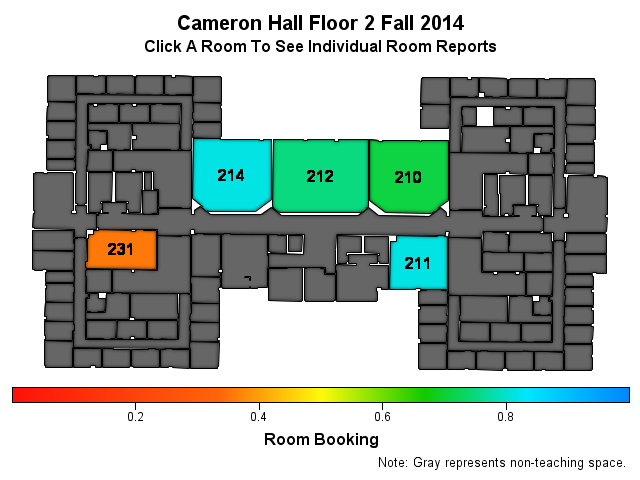 Cameron Hall Floor 2 Fall 2014
Click A Room To See Individual Room Reports
214
212
210
231
211
0.2
0.4
0.6
0.8
Room Booking
Note: Gray represents non-teaching space.